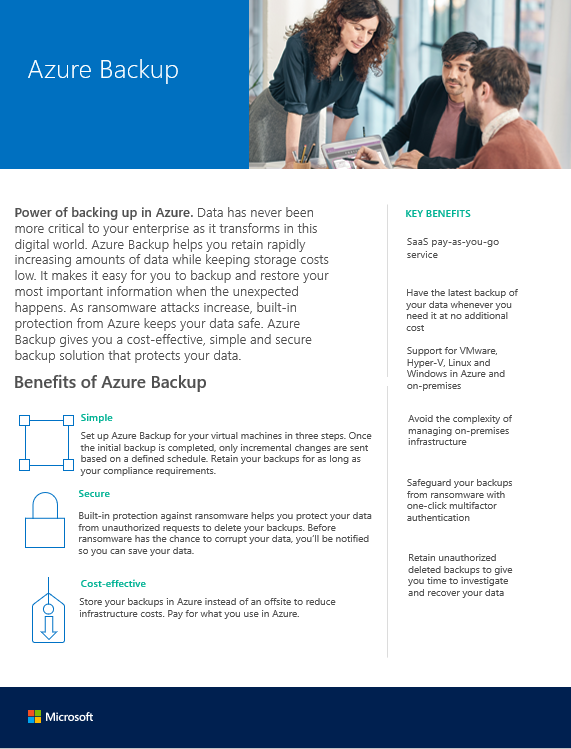 Azure Backup
Power of backing up in Azure. Data has never been
more critical to your enterprise as it transforms in this
digital world. Azure Backup helps you retain rapidly
increasing amounts of data while keeping storage costs
low. It makes it easy for you to backup and restore your
most important information when the unexpected
happens. As ransomware attacks increase, built-in
protection from Azure keeps your data safe. Azure
Backup gives you a cost-effective, simple and secure
backup solution that protects your data.
Benefits of Azure Backup
Simple
Set up Azure Backup for your virtual machines in three steps. Once
the initial backup is completed, only incremental changes are sent
based on a defined schedule. Retain your backups for as long as
your compliance requirements.
Secure
Built-in protection against ransomware helps you protect your data
from unauthorized requests to delete your backups. Before
ransomware has the chance to corrupt your data, you'll be notified
so you can save your data.
Cost-effective
Store your backups in Azure instead of an offsite to reduce
infrastructure costs. Pay for what you use in Azure.
KEY BENEFITS
SaaS pay-as-you-go
service
Have the latest backup of
your data whenever you
need it at no additional
cost
Support for VMware,
Hyper-V, Linux and
Windows in Azure and
on-premises
Avoid the complexity of
managing on-premises
infrastructure
Safeguard your backups
from ransomware with
one-click multifactor
authentication
Retain unauthorized
deleted backups to give
you time to investigate
and recover your data
Microsoft